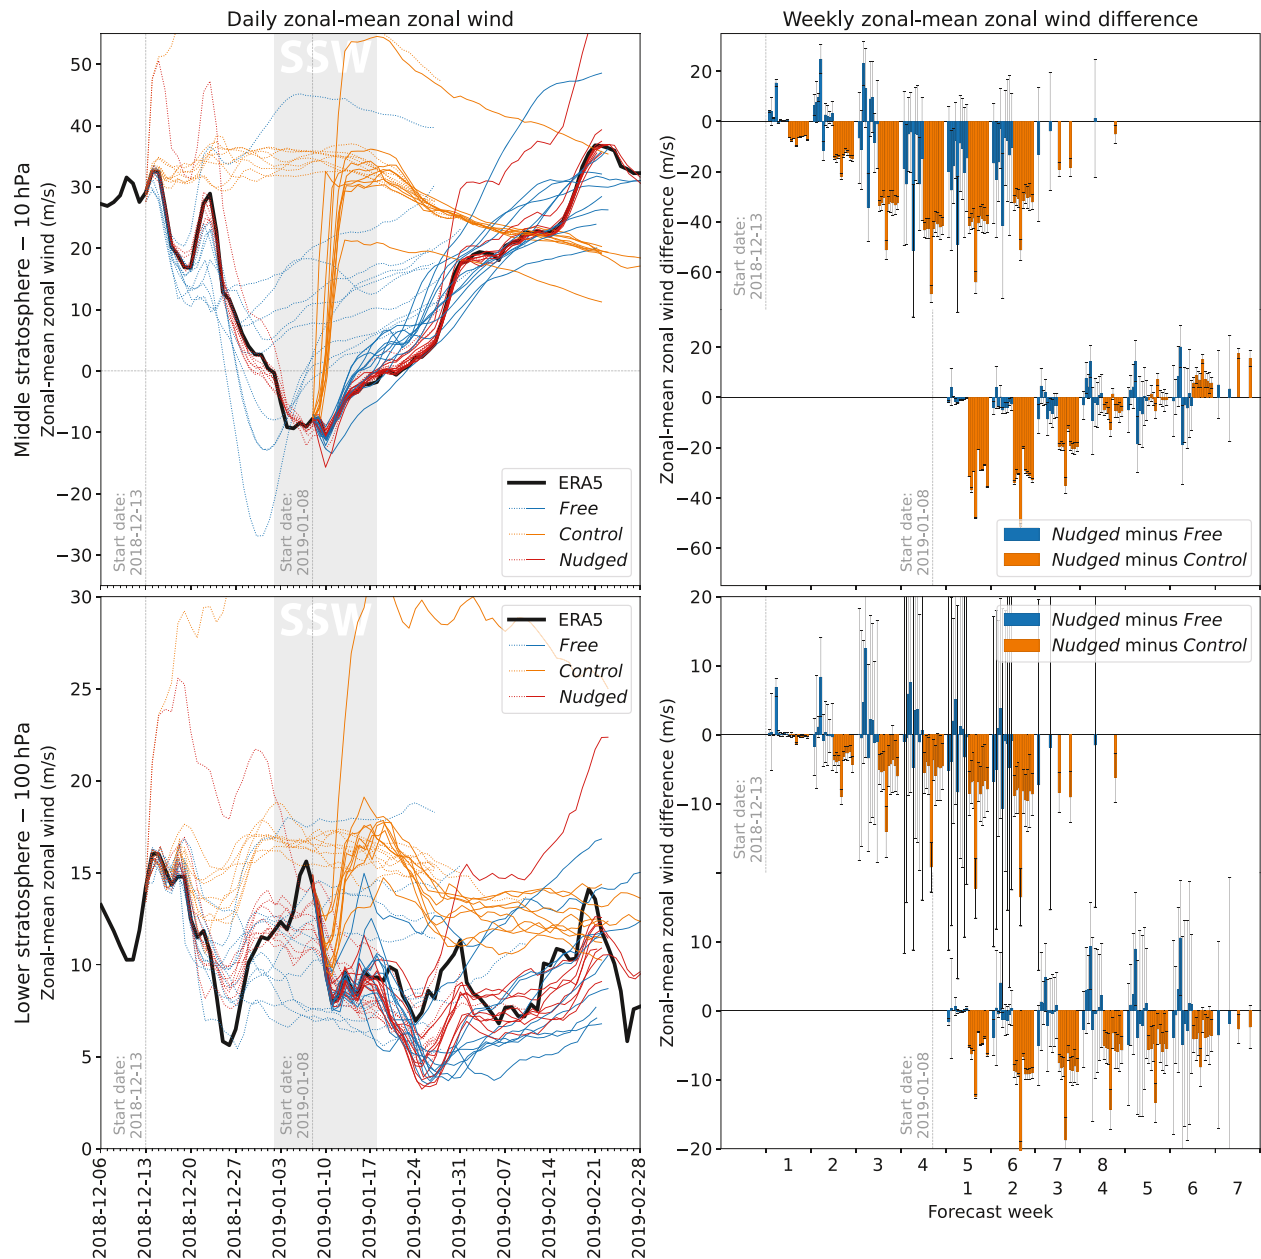 Daily zonal-mean zonal wind
Weekly zonal-mean zonal wind difference
Middle stratosphere − 10 hPa
Zonal-mean zonal wind (m/s)
50
40
30
20
10
0
−10
−20
−30
SSW
Start date:
2018-12-13
Start date:
2019-01-08
ERA5
Free
Control
Nudged
Zonal-mean zonal wind difference (m/s)
20
0
−20
−40
−60
Start date:
2018-12-13
20
0
−20
−40
−60
Start date:
2019-01-08
Nudged minus Free
Nudged minus Control
Lower stratosphere − 100 hPa
Zonal-mean zonal wind (m/s)
30
25
20
15
10
5
0
SSW
Start date:
2018-12-13
Start date:
2019-01-08
ERA5
Free
Control
Nudged
2018-12-06
2018-12-13
2018-12-20
2018-12-27
2019-01-03
2019-01-10
2019-01-17
2019-01-24
2019-01-31
2019-02-07
2019-02-14
2019-02-21
2019-02-28
Zonal-mean zonal wind difference (m/s)
20
10
0
−10
Start date:
2018-12-13
10
0
−10
−20
Start date:
2019-01-08
Nudged minus Free
Nudged minus Control
1 2 3 4 5 6 7 8
1 2 3 4 5 6 7
Forecast week